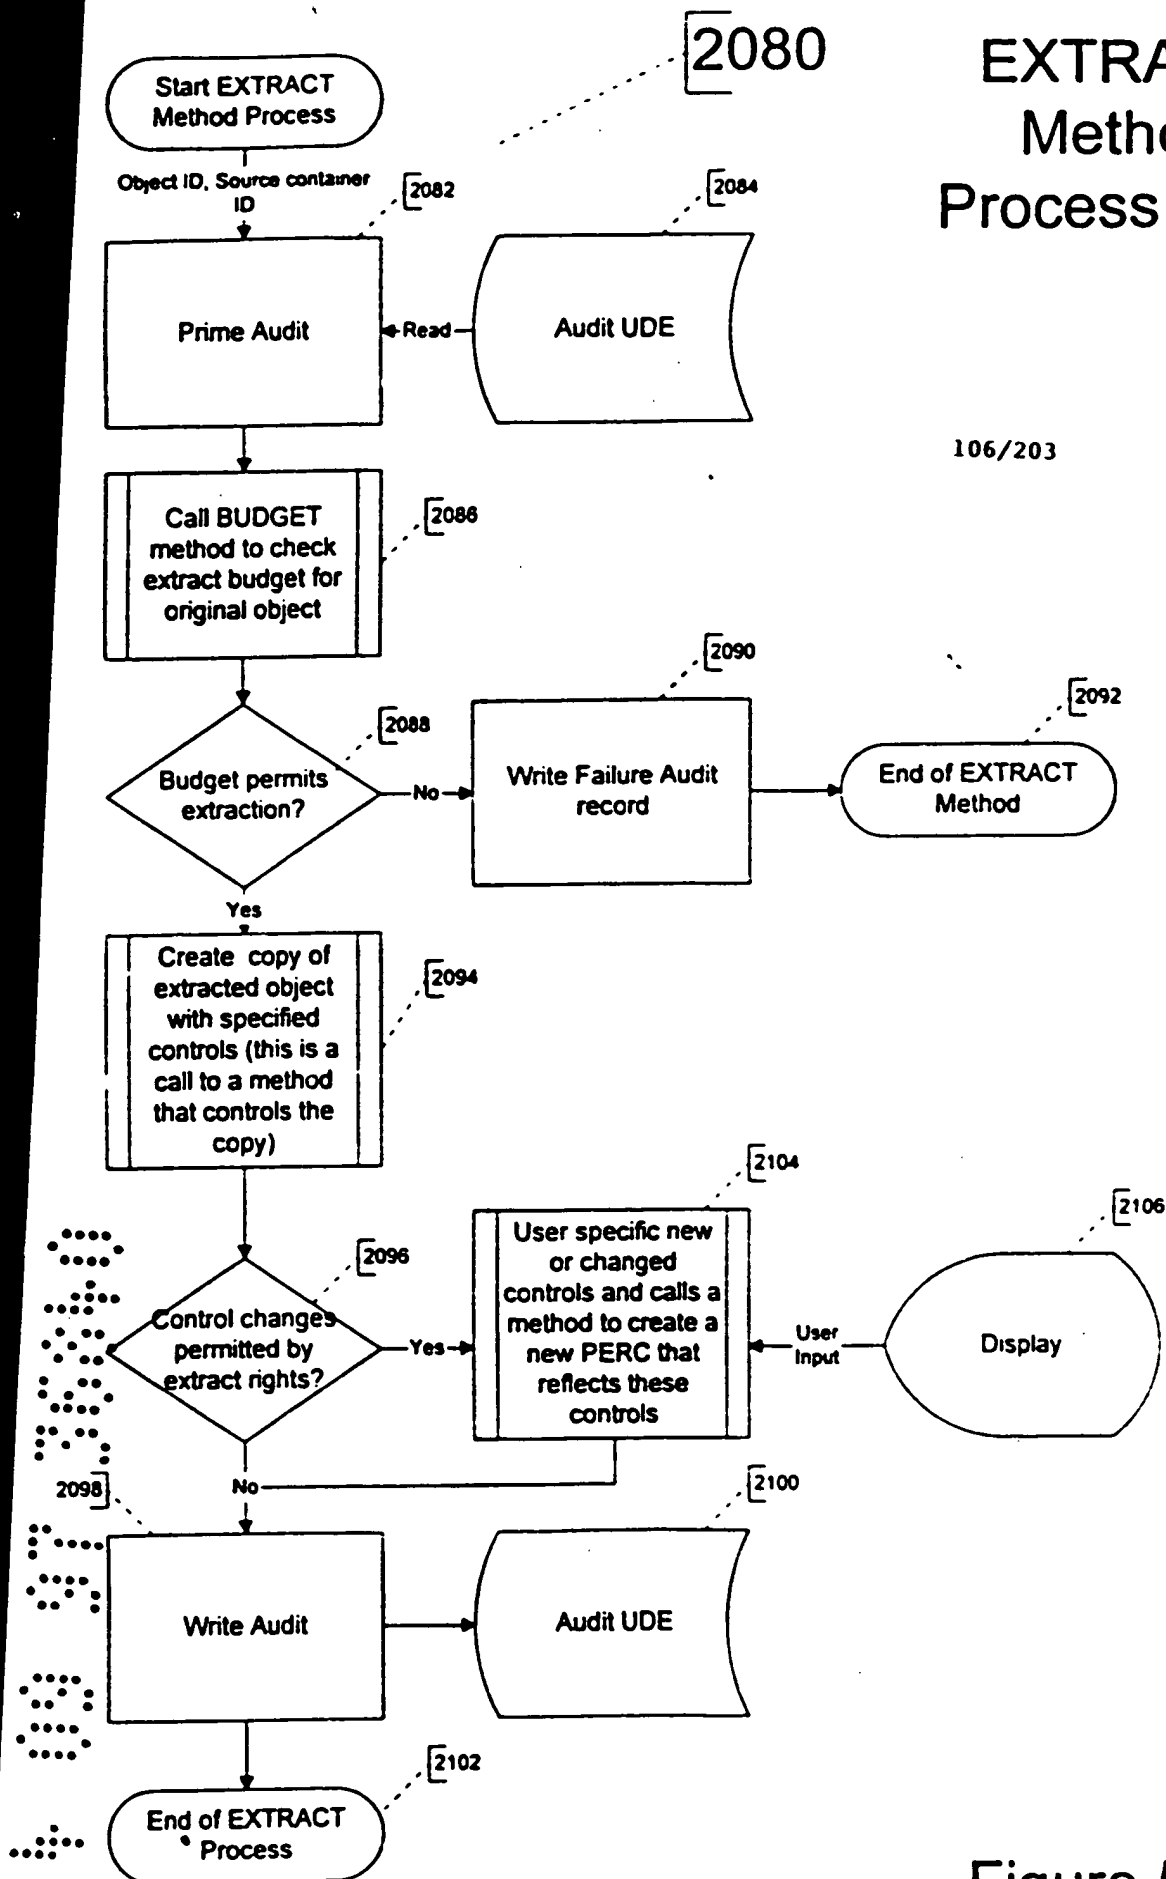 2080
EXTRA
Metho
Process
Start EXTRACT
Method Process
Object ID, Source container
ID
2082
2084
Prime Audit
Read
Audit UDE
106/203
Call BUDGET
method to check
extract budget for
original object
2086
2088
Budget permits
extraction?
No
2090
Write Failure Audit
record
2092
End of EXTRACT
Method
Yes
Create copy of
extracted object
with specified
controls (this is a
call to a method
that controls the
copy)
2094
2096
Control changes
permitted by
extract rights?
Yes
2104
User specific new
or changed
controls and calls a
method to create a
new PERC that
reflects these
controls
User
Input
2106
Display
No
2098
Write Audit
2100
Audit UDE
2102
End of EXTRACT
Process
Figure